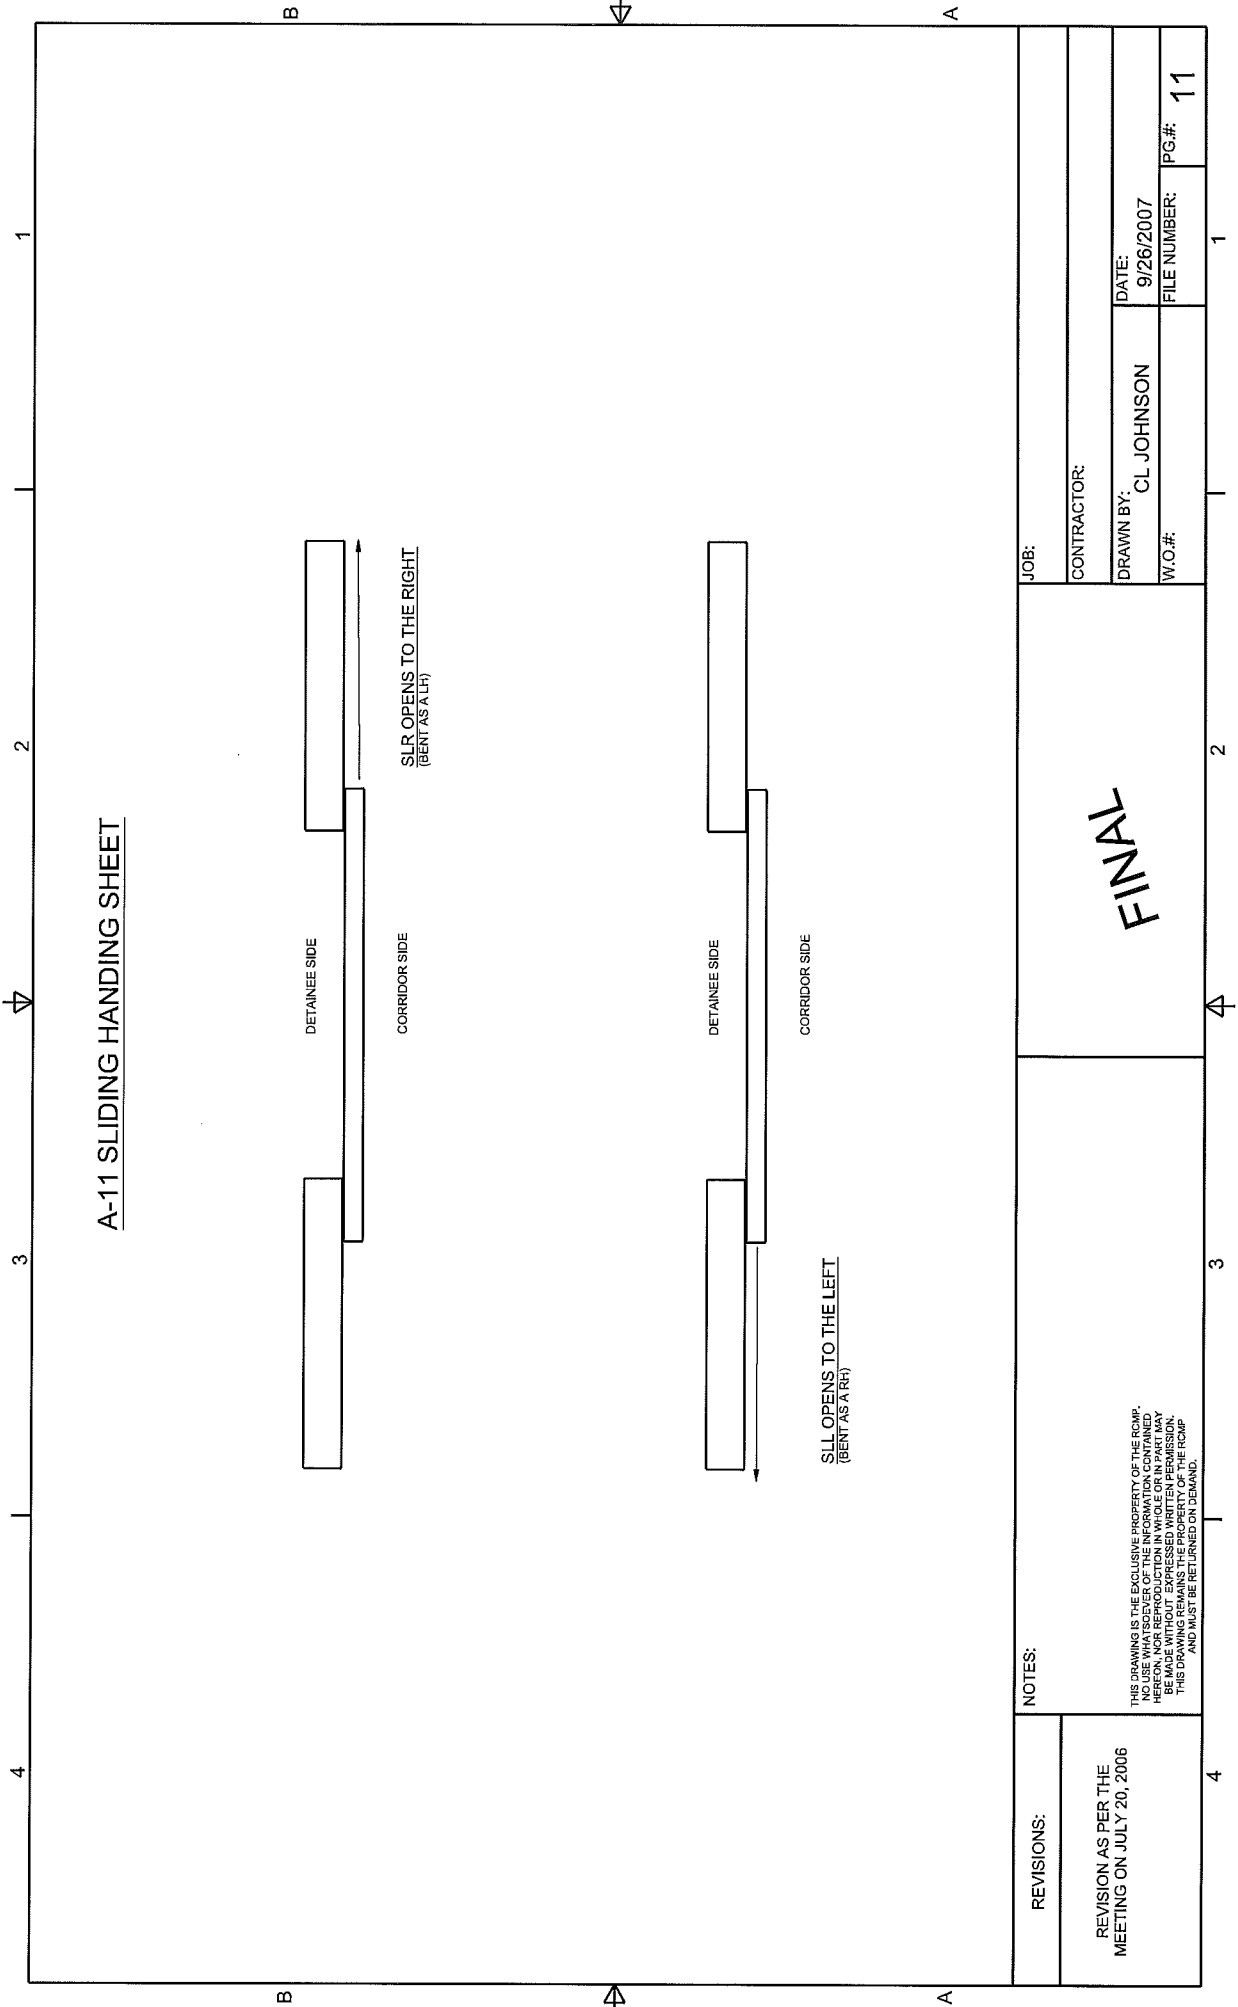 4
3
2
1
B
B
A-11 SLIDING HANDING SHEET
DETAINEE SIDE
CORRIDOR SIDE
SLR OPENS TO THE RIGHT
(BENT AS A LH)
DETAINEE SIDE
CORRIDOR SIDE
SLL OPENS TO THE LEFT
(BENT AS A RH)
A
A
REVISIONS:
REVISION AS PER THE
MEETING ON JULY 20, 2006
NOTES:
THIS DRAWING IS THE EXCLUSIVE PROPERTY OF THE RCMP.
NO USE WHATSOEVER OF THE INFORMATION CONTAINED
HEREON, NOR REPRODUCTION IN WHOLE OR IN PART MAY
BE MADE WITHOUT EXPRESSED WRITTEN PERMISSION.
THIS DRAWING REMAINS THE PROPERTY OF THE RCMP
AND MUST BE RETURNED ON DEMAND.
FINAL
JOB:
CONTRACTOR:
DRAWN BY:
CL JOHNSON
DATE:
9/26/2007
W.O.#:
FILE NUMBER:
PG.#:
11
4
3
2
1